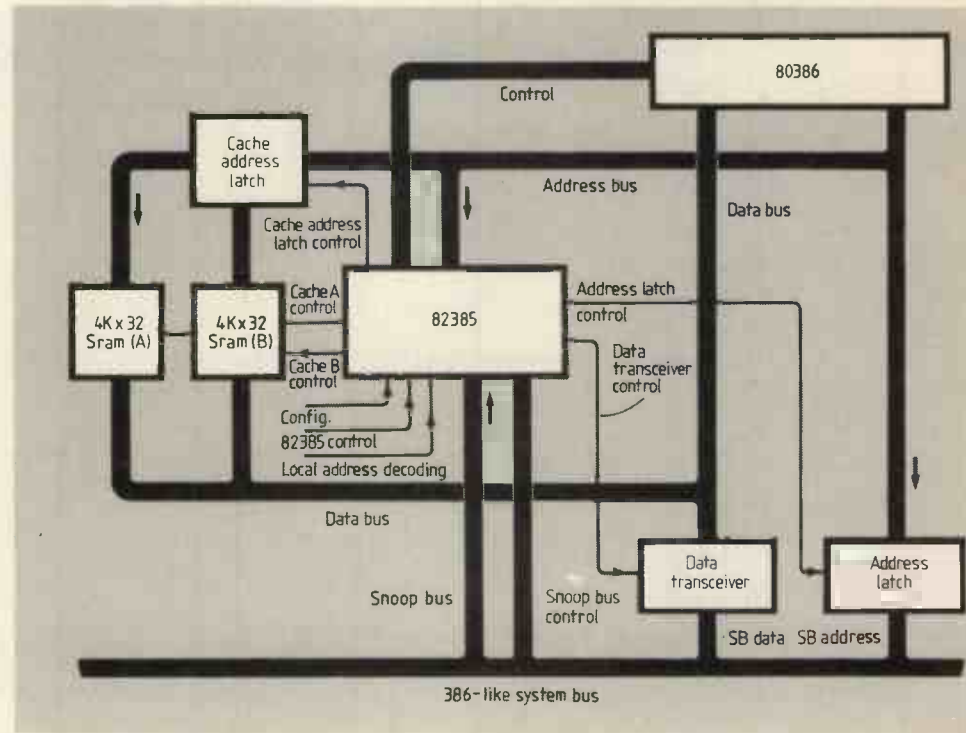 80386
Control
Cache
address
latch
Address bus
Data bus
Cache address
latch control
4K x 32
Sram (A)
4K x 32
Sram (B)
Cache A
control
82385
Address latch
control
Cache B
control
Data
transceiver
control
Config.
82385 control
Local address decoding
Data bus
Snoop bus
Snoop bus
control
Data
transceiver
Address
latch
SB data
SB address
386-like system bus